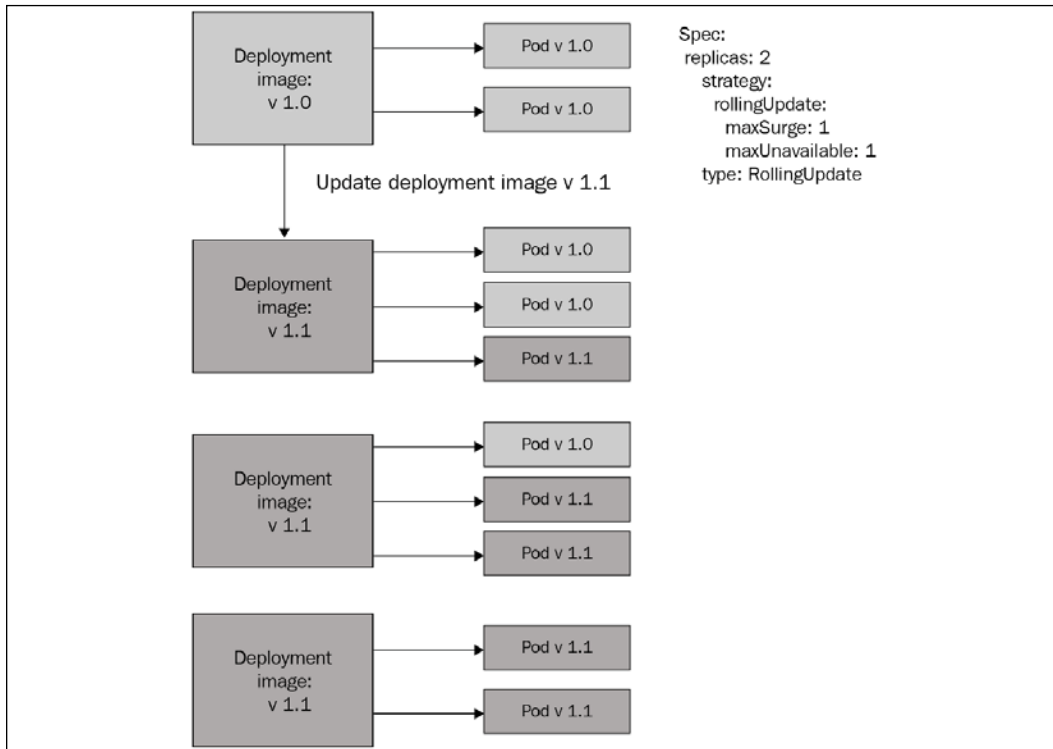 Deployment
image:
v 1.0
Pod v 1.0
Pod v 1.0
Spec:
replicas: 2
strategy:
rollingUpdate:
maxSurge: 1
maxUnavailable: 1
type: RollingUpdate
Update deployment image v 1.1
Deployment
image:
v 1.1
Pod v 1.0
Pod v 1.0
Pod v 1.1
Deployment
image:
v 1.1
Pod v 1.0
Pod v 1.1
Pod v 1.1
Deployment
image:
v 1.1
Pod v 1.1
Pod v 1.1